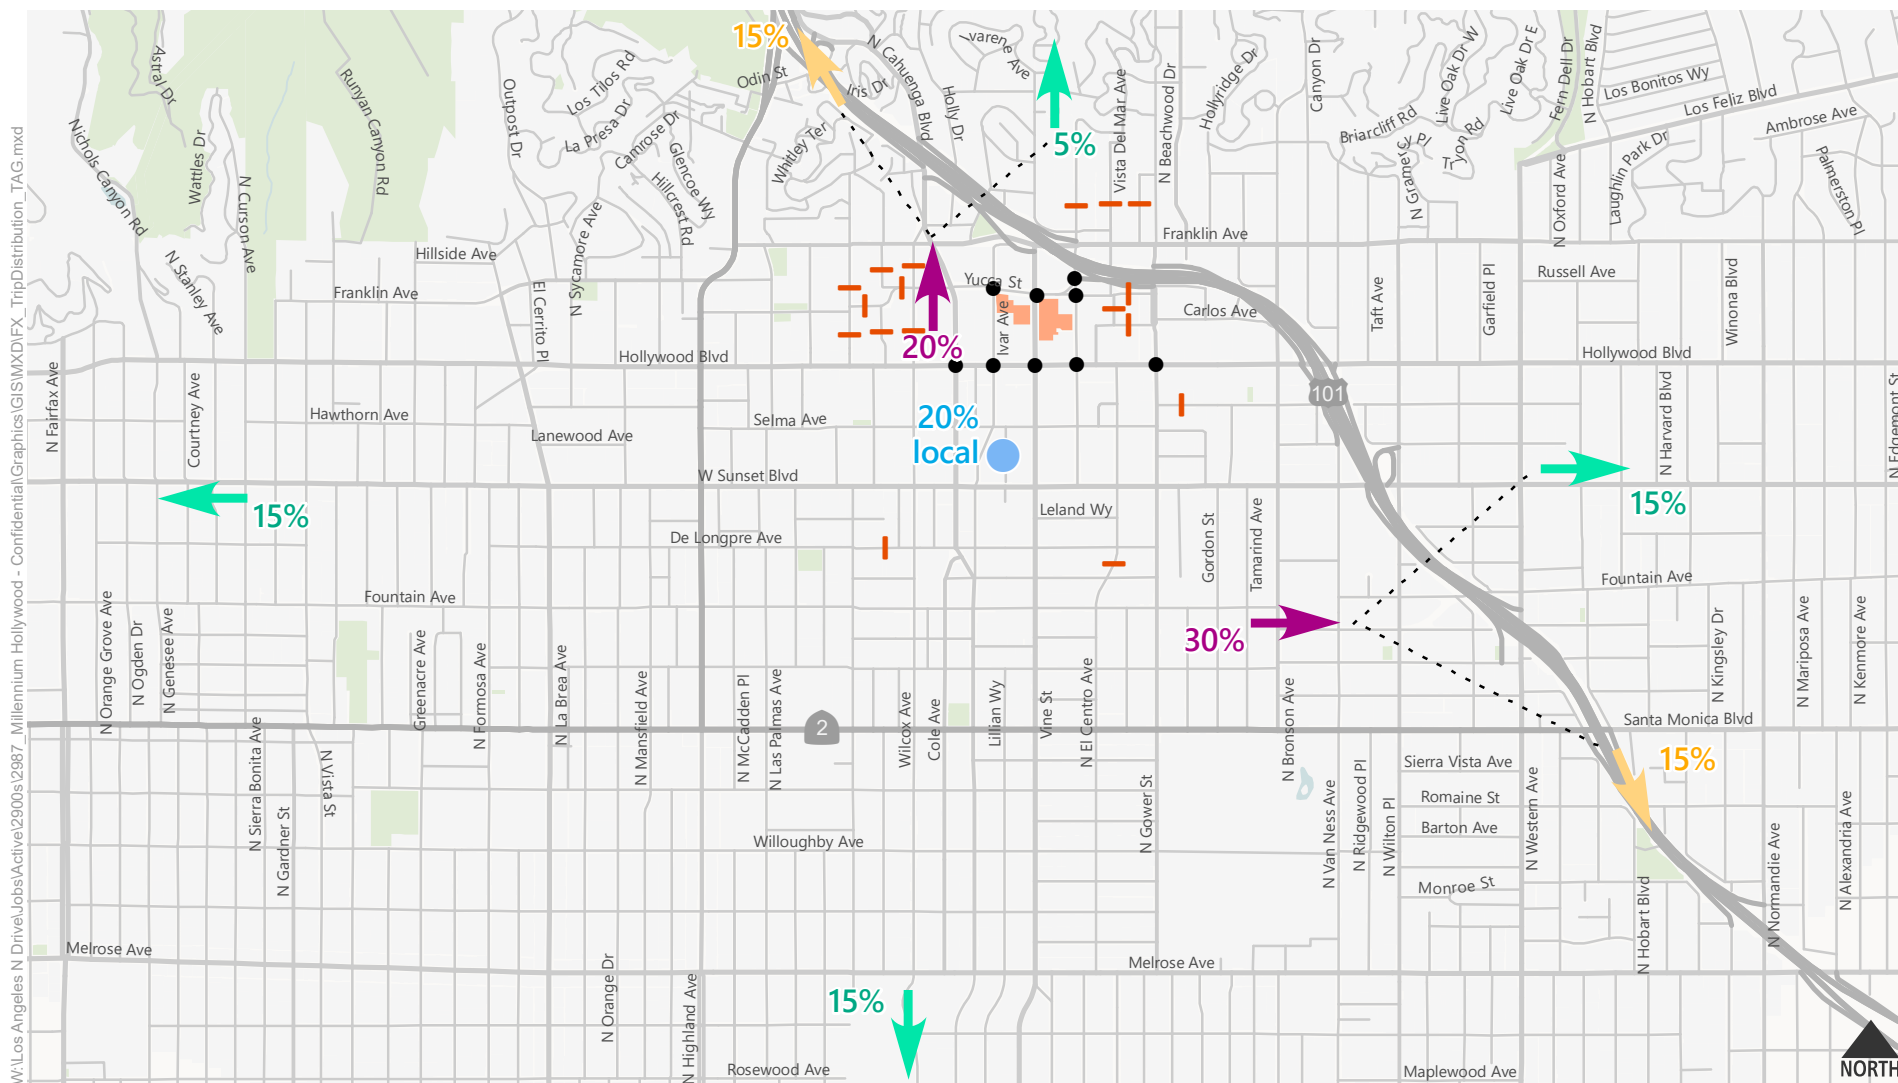 15%
N Cahuenga Blvd
Ivarene Ave
Odin St
Iris Dr
Holly Dr
5%
Vista Del Mar Ave
N Beachwood Dr
Hollyridge Dr
Canyon Dr
Briarcliff Rd
Live Oak Dr W
Live Oak Dr E
Fern Dell Dr
N Hobart Blvd
Los Bonitos Wy
Los Feliz Blvd
Ambrose Ave
Tryon Rd
N Gramercy Pl
N Oxford Ave
Laughlin Park Dr
Palmerston Pl
Astral Dr
Runyan Canyon Rd
Outpost Dr
Los Tilos Rd
La Presa Dr
Camrose Dr
Glencoe Wy
Hillcrest Rd
Whitley Ter
Nichols Canyon Rd
Wattles Dr
N Curson Ave
N Stanley Ave
Hillside Ave
N Sycamore Ave
Franklin Ave
El Cerrito Pl
Franklin Ave
Yucca St
Ivar Ave
Carlos Ave
Taft Ave
Garfield Pl
Russell Ave
Winona Blvd
20%
Hollywood Blvd
Hollywood Blvd
101
N Fairfax Ave
Courtney Ave
Hawthorn Ave
Lanewood Ave
Selma Ave
20%
local
W Sunset Blvd
N Harvard Blvd
N Edgemont St
15%
15%
Leland Wy
De Longpre Ave
Gordon St
Tamarind Ave
Fountain Ave
Fountain Ave
30%
N Orange Grove Ave
N Ogden Dr
N Genesee Ave
Greenacre Ave
N Formosa Ave
N La Brea Ave
N Mansfield Ave
N McCadden Pl
N Las Palmas Ave
2
Wilcox Ave
Cole Ave
Lillian Wy
Vine St
N El Centro Ave
N Bronson Ave
N Kingsley Dr
N Mariposa Ave
N Kenmore Ave
Santa Monica Blvd
15%
N Sierra Bonita Ave
N Gardner St
N Vista St
Willoughby Ave
N Gower St
N Van Ness Ave
N Ridgewood Pl
N Wilton Pl
Sierra Vista Ave
Romaine St
Barton Ave
Monroe St
N Western Ave
N Hobart Blvd
N Normandie Ave
N Alexandria Ave
Melrose Ave
Melrose Ave
N Orange Dr
N Highland Ave
15%
Rosewood Ave
Maplewood Ave
NORTH
W:\Los Angeles N Drive\Jobs\Active\2900s\2987_Millennium Hollywood - Confidential\Graphics\GIS\MXD\FX_TripDistribution_TAG.mxd